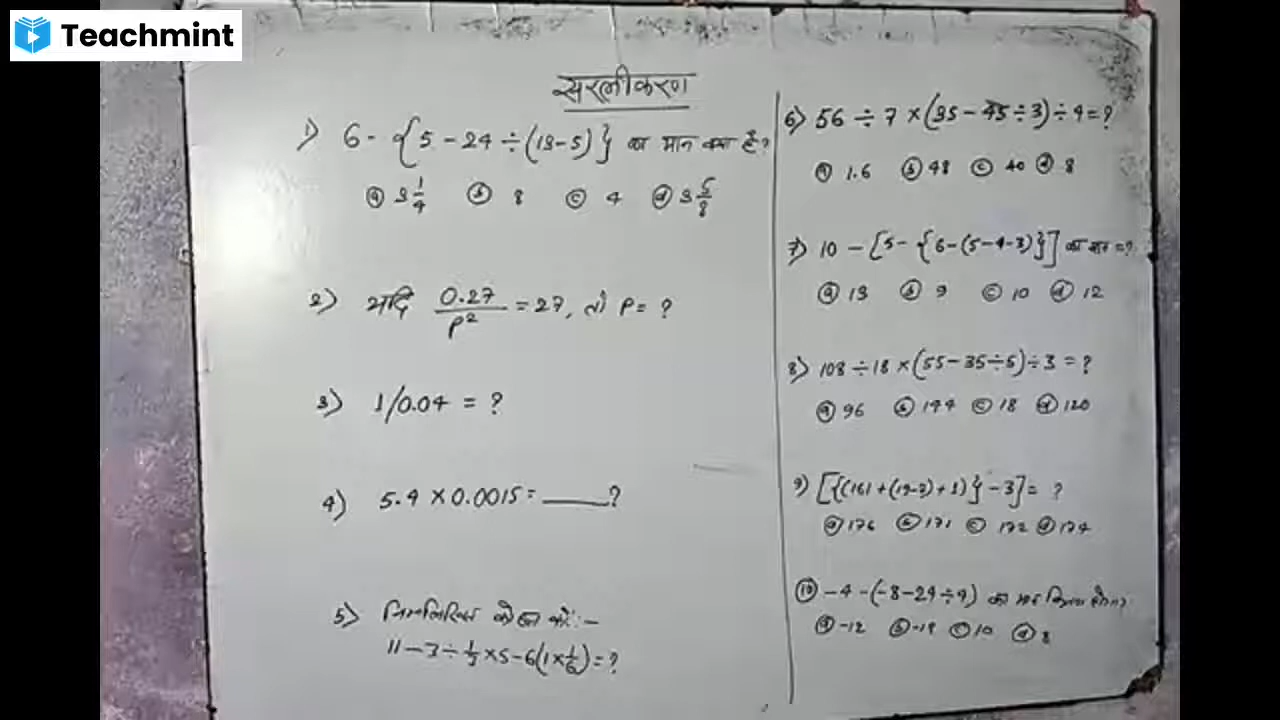 Teachmint
सरलीकरण
1) 6 - {5 - 24 ÷ (13 - 5)} का मान क्या है?
(a) 3 1/4 (b) 8 (c) 4 (d) 3 5/8
2) यदि 0.27/P² = 27, तो P = ?
3) 1/0.04 = ?
4) 5.4 × 0.0015 = ____?
5) निम्नलिखित को हल करें:-
11 - 3 ÷ 1/3 × 5 - 6(1 × 1/6) = ?
6) 56 ÷ 7 × (35 - 45 ÷ 3) ÷ 4 = ?
(a) 1.6 (b) 48 (c) 40 (d) 8
7) 10 - [5 - {6 - (5 - 4 - 3)}] का मान = ?
(a) 13 (b) 9 (c) 10 (d) 12
8) 108 ÷ 18 × (55 - 35 ÷ 5) ÷ 3 = ?
(a) 96 (b) 144 (c) 18 (d) 120
9) [{(161 + (13-3) + 3)} - 3] = ?
(a) 176 (b) 171 (c) 172 (d) 174
(10) -4 - (-8 - 24 ÷ 4) का मान
(a) -12 (b) -14 (c) 10 (d) 8